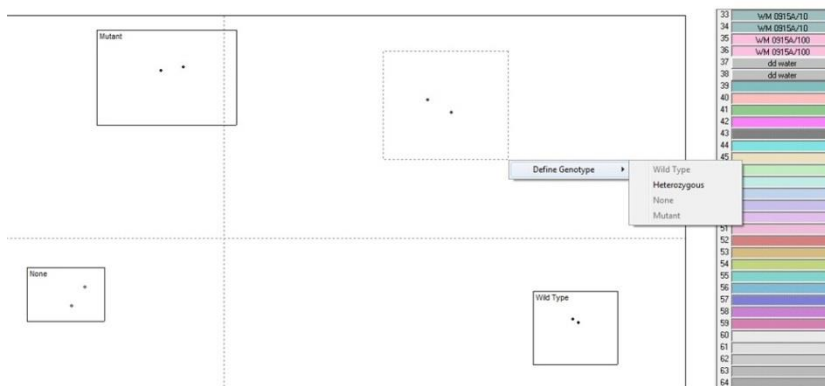 Mutant
Define Genotype
Wild Type
Heterozygous
None
Mutant
None
Wild Type
33 WM 0915A/10
34 WM 0915A/10
35 WM 0915A/100
36 WM 0915A/100
37 dd water
38 dd water
39
40
41
42
43
44
45
51
52
53
54
55
56
57
58
59
60
61
62
63
64